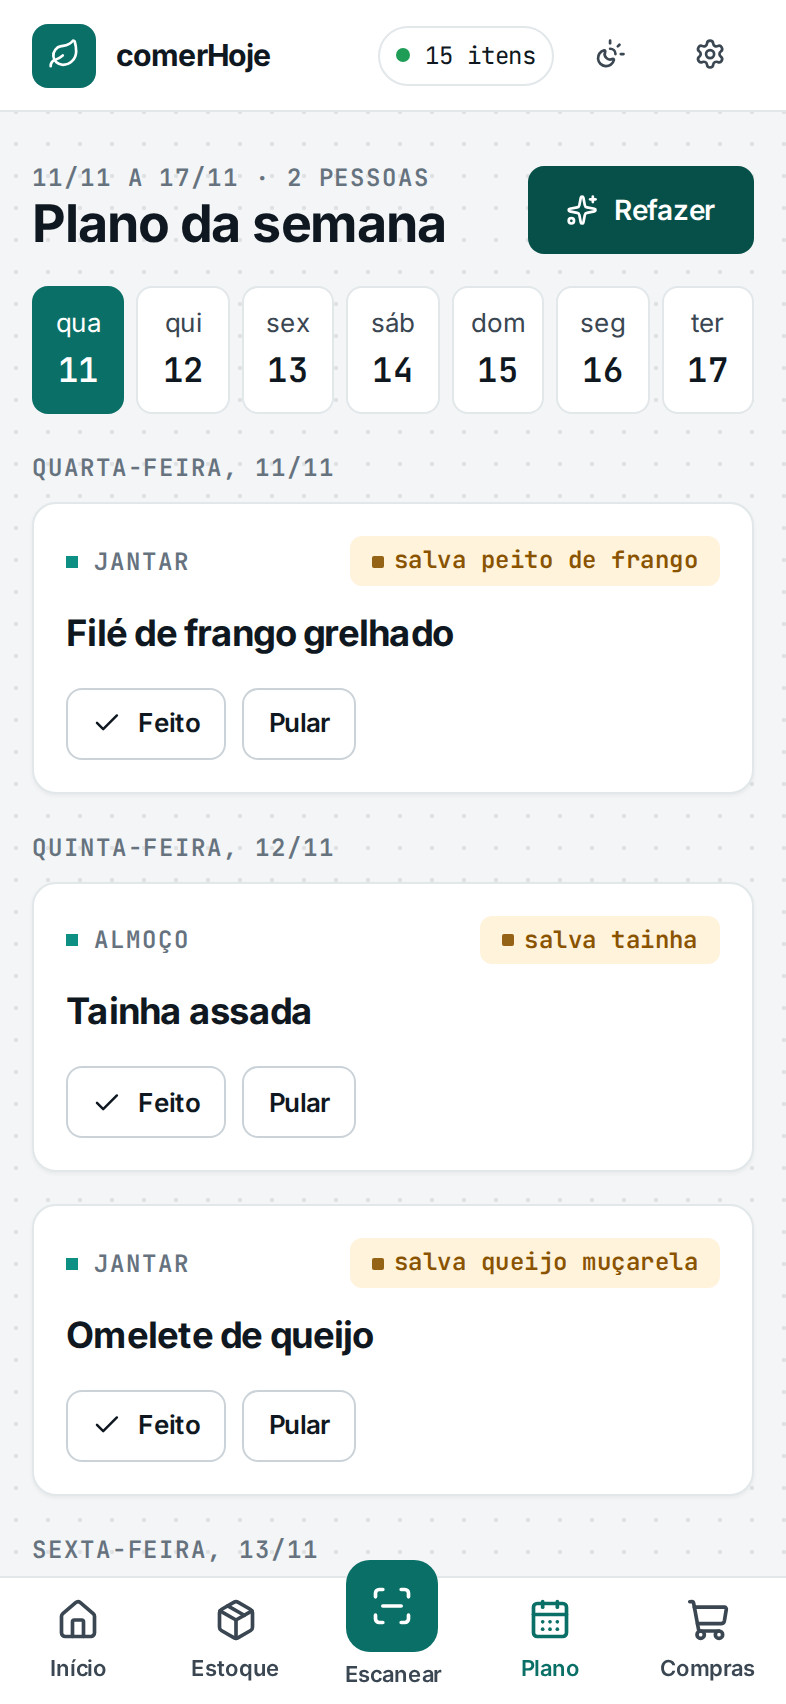 comerHoje
15 itens
11/11 A 17/11 · 2 PESSOAS
Plano da semana
Refazer
qua qui sex sáb dom seg ter
11 12 13 14 15 16 17
QUARTA-FEIRA, 11/11
JANTAR
salva peito de frango
Filé de frango grelhado
Feito
Pular
QUINTA-FEIRA, 12/11
ALMOÇO
salva tainha
Tainha assada
Feito
Pular
JANTAR
salva queijo muçarela
Omelete de queijo
Feito
Pular
SEXTA-FEIRA, 13/11
Início
Estoque
Escanear
Plano
Compras